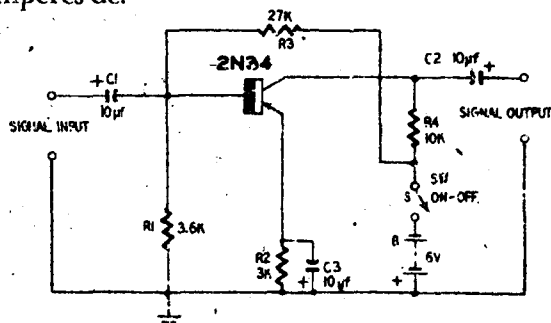 amperes dc.
27K
R3
2N34
C2 10µf
+
+ C1
10µf
SIGNAL INPUT
SIGNAL OUTPUT
R4
10K
S
SW
ON-OFF
R1
3.6K
R2
3K
C3
10µf
+
B
6V
+